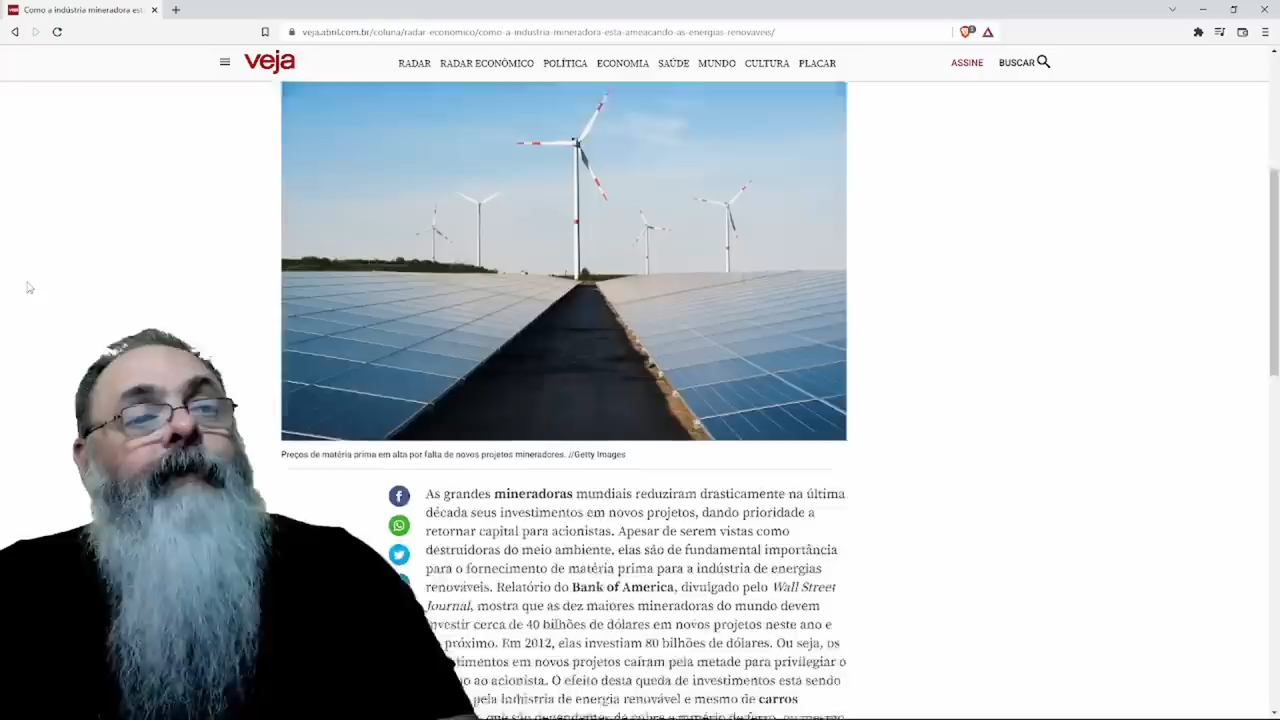 Como a indústria mineradora est
veja.abril.com.br/coluna/radar-economico/como-a-industria-mineradora-esta-ameacando-as-energias-renovaveis/
veja RADAR RADAR ECONÔMICO POLÍTICA ECONOMIA SAÚDE MUNDO CULTURA PLACAR ASSINE BUSCAR
Preços de matéria prima em alta por falta de novos projetos mineradores. //Getty Images
As grandes mineradoras mundiais reduziram drasticamente na última
década seus investimentos em novos projetos, dando prioridade a
retornar capital para acionistas. Apesar de serem vistas como
destruidoras do meio ambiente, elas são de fundamental importância
para o fornecimento de matéria prima para a indústria de energias
renováveis. Relatório do Bank of America, divulgado pelo Wall Street
Journal, mostra que as dez maiores mineradoras do mundo devem
investir cerca de 40 bilhões de dólares em novos projetos neste ano e
próximo. Em 2012, elas investiam 80 bilhões de dólares. Ou seja, os
timentos em novos projetos caíram pela metade para privilegiar o
ao acionista. O efeito desta queda de investimentos está sendo
pela indústria de energia renovável e mesmo de carros